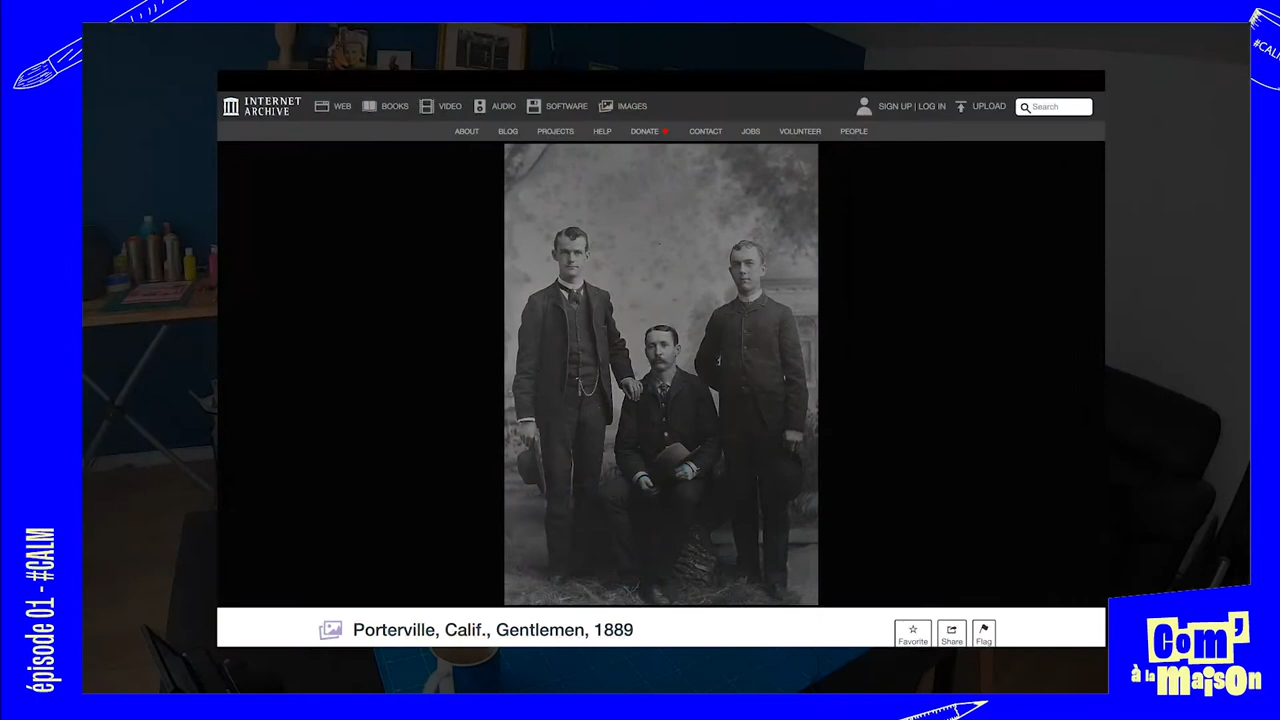 #CALM
INTERNET ARCHIVE
WEB BOOKS VIDEO AUDIO SOFTWARE IMAGES
SIGN UP | LOG IN UPLOAD Search
ABOUT BLOG PROJECTS HELP DONATE CONTACT JOBS VOLUNTEER PEOPLE
Porterville, Calif., Gentlemen, 1889
Favorite Share Flag
épisode 01 - #CALM
Com'
à la
maison